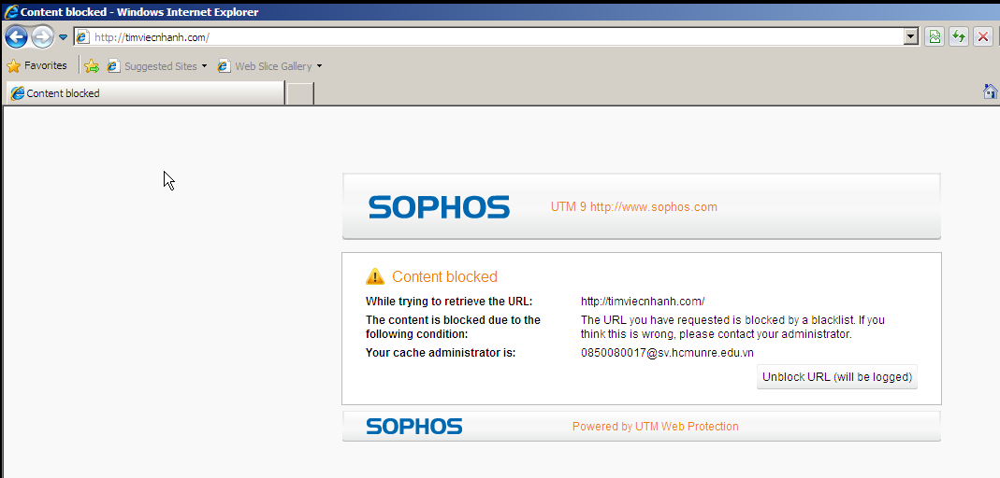 Content blocked - Windows Internet Explorer
http://timviecnhanh.com/
Favorites
Suggested Sites
Web Slice Gallery
Content blocked
SOPHOS
UTM 9 http://www.sophos.com
Content blocked
While trying to retrieve the URL:
http://timviecnhanh.com/
The content is blocked due to the
following condition:
The URL you have requested is blocked by a blacklist. If you
think this is wrong, please contact your administrator.
Your cache administrator is:
0850080017@sv.hcmunre.edu.vn
Unblock URL (will be logged)
SOPHOS
Powered by UTM Web Protection